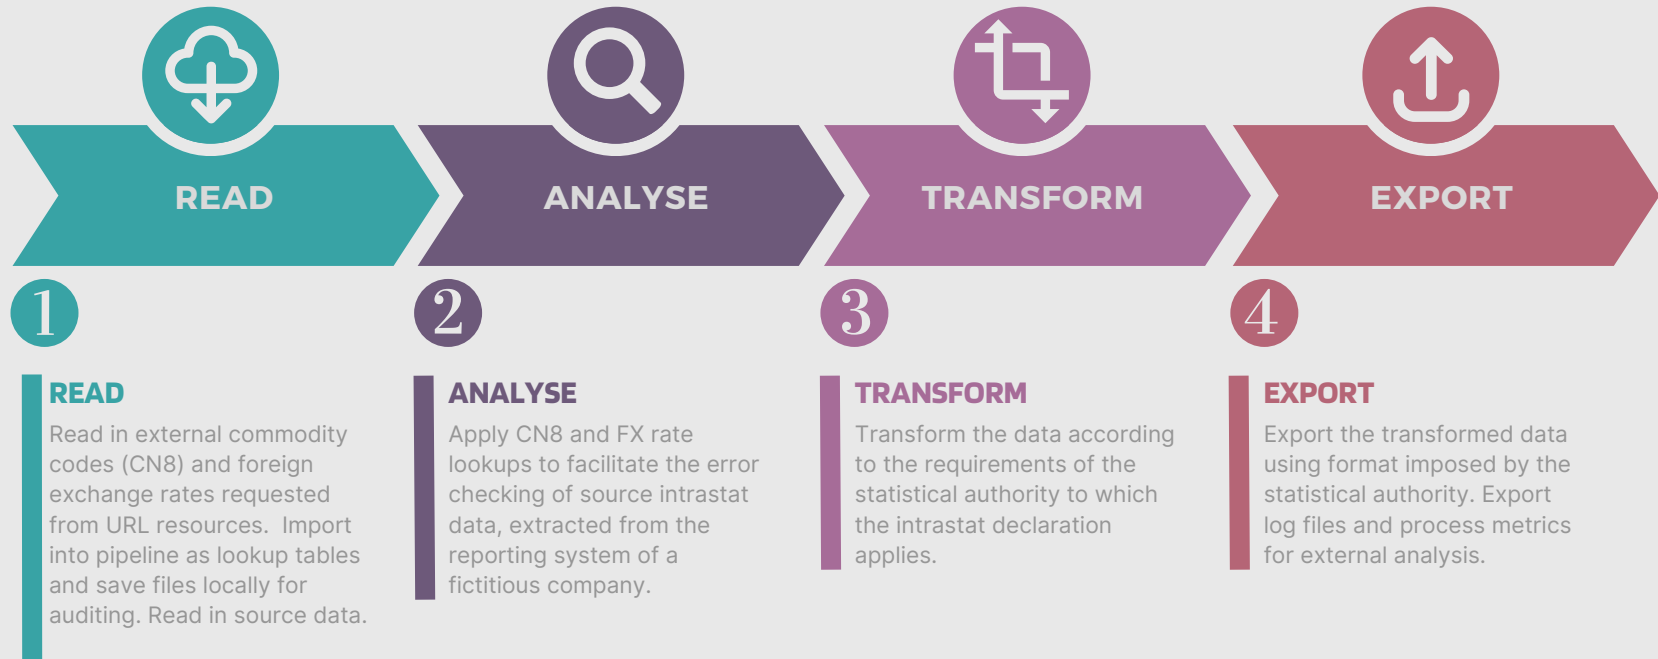 READ
ANALYSE
TRANSFORM
EXPORT
1
2
3
4
READ
Read in external commodity
codes (CN8) and foreign
exchange rates requested
from URL resources.  Import
into pipeline as lookup tables
and save files locally for
auditing. Read in source data.
ANALYSE
Apply CN8 and FX rate
lookups to facilitate the error
checking of source intrastat
data, extracted from the
reporting system of a
fictitious company.
TRANSFORM
Transform the data according
to the requirements of the
statistical authority to which
the intrastat declaration
applies.
EXPORT
Export the transformed data
using format imposed by the
statistical authority. Export
log files and process metrics
for external analysis.